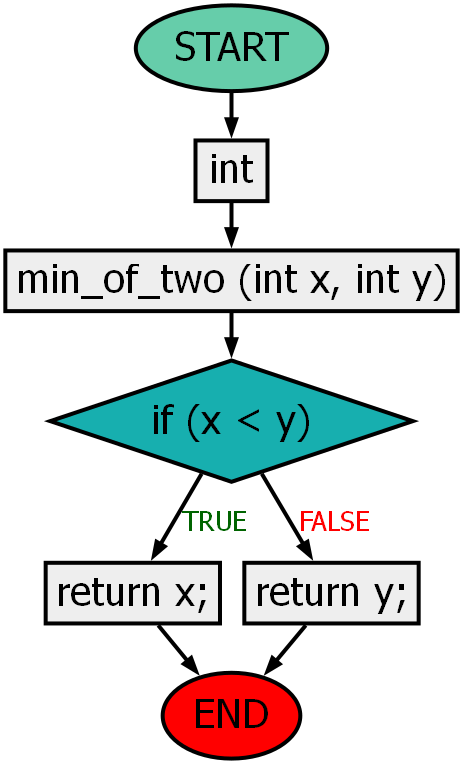 START
int
min_of_two (int x, int y)
if (x < y)
TRUE
FALSE
return x;
return y;
END